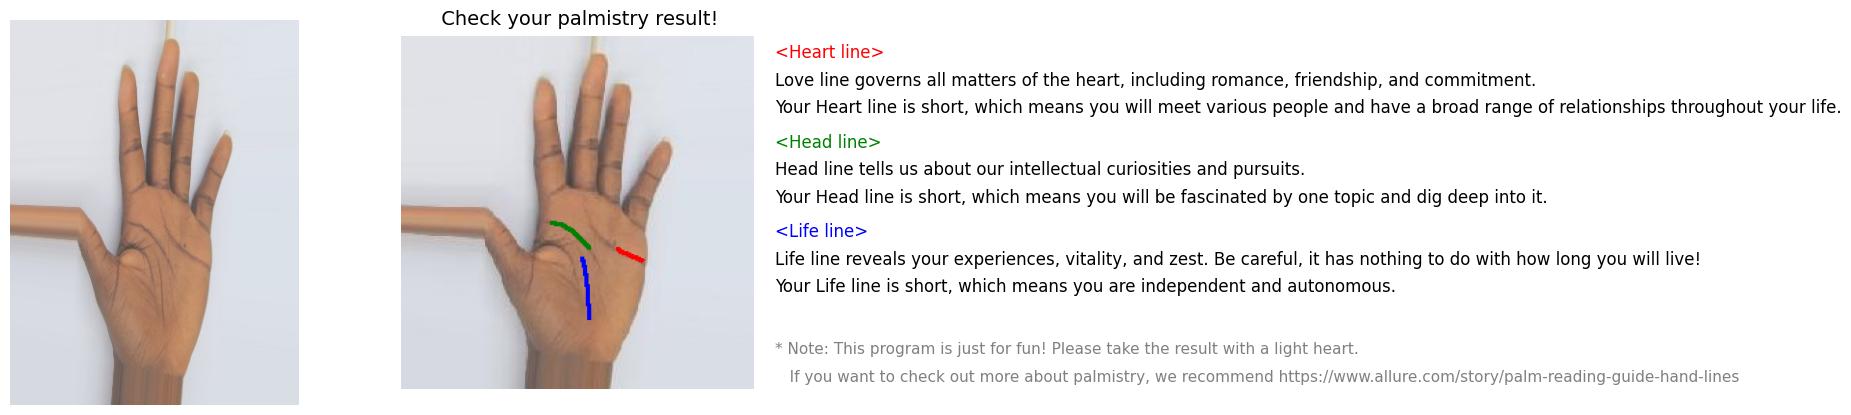 Check your palmistry result!
<Heart line>
Love line governs all matters of the heart, including romance, friendship, and commitment.
Your Heart line is short, which means you will meet various people and have a broad range of relationships throughout your life.
<Head line>
Head line tells us about our intellectual curiosities and pursuits.
Your Head line is short, which means you will be fascinated by one topic and dig deep into it.
<Life line>
Life line reveals your experiences, vitality, and zest. Be careful, it has nothing to do with how long you will live!
Your Life line is short, which means you are independent and autonomous.
* Note: This program is just for fun! Please take the result with a light heart.
If you want to check out more about palmistry, we recommend https://www.allure.com/story/palm-reading-guide-hand-lines